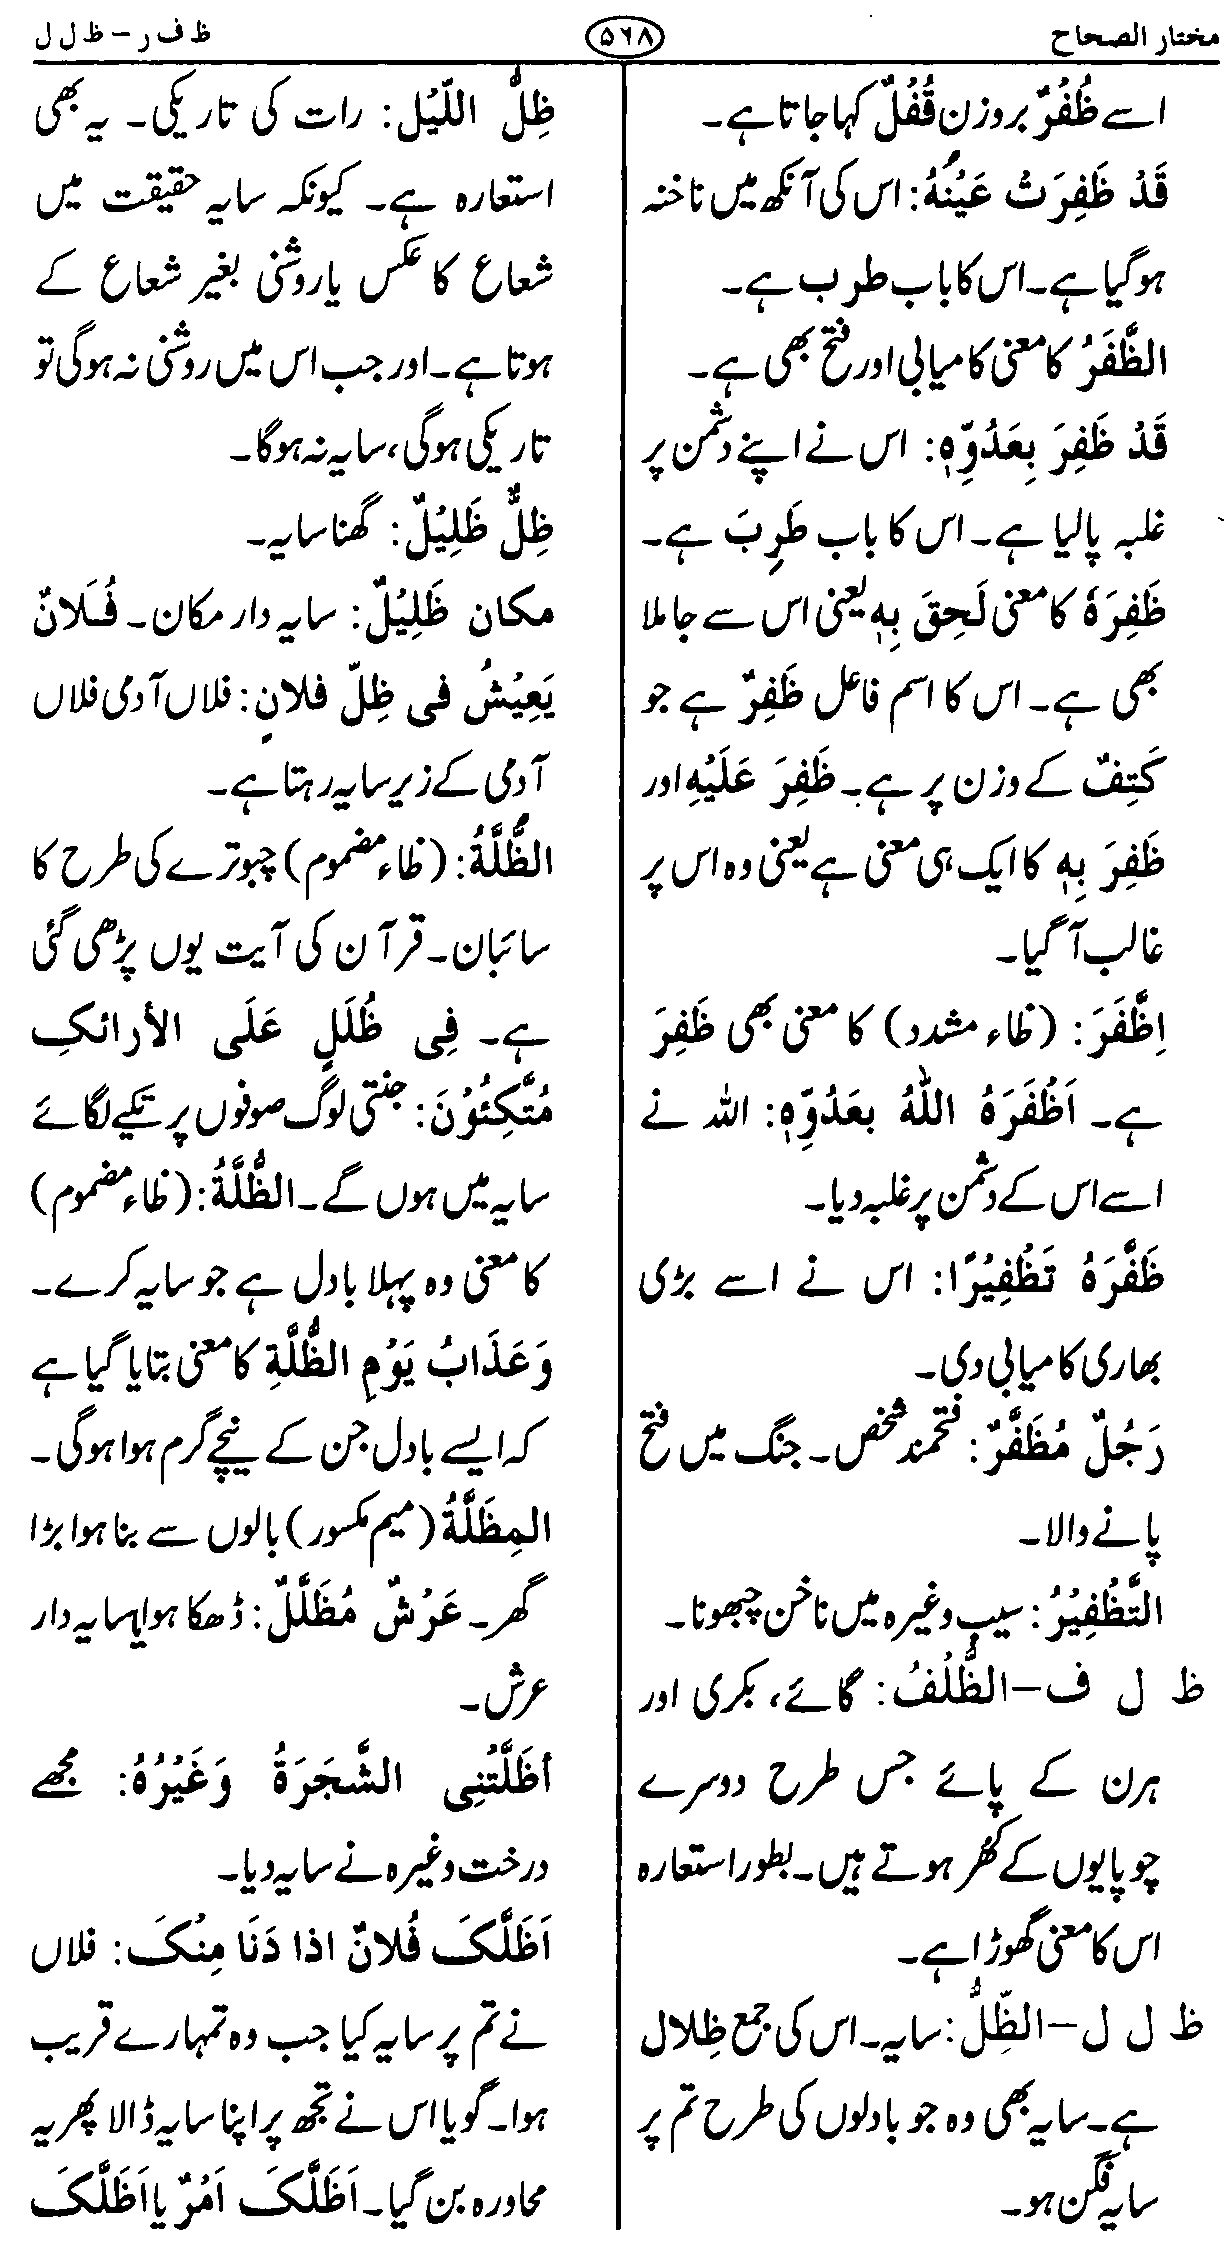 مختار الصحاح
۵۶۸
ظ ف ر – ظ ل ل
اسے ظُفُرٌ بروزن قُفُلٌ کہا جاتا ہے۔
قَدْ ظَفِرَتْ عَيْنُهُ: اس کی آنکھ میں ناخنہ
ہوگیا ہے۔ اس کا باب طرب ہے۔
الظَّفَرُ کا معنی کامیابی اور فتح بھی ہے۔
قَدْ ظَفِرَ بِعَدُوِّهٖ: اس نے اپنے دشمن پر
غلبہ پالیا ہے۔ اس کا باب طَرِبَ ہے۔
ظَفِرَهٗ کا معنی لَحِقَ بِهٖ یعنی اس سے جاملا
بھی ہے۔ اس کا اسم فاعل ظَفِرٌ ہے جو
كَتِفٌ کے وزن پر ہے۔ ظَفِرَ عَلَيْهِ اور
ظَفِرَ بِهٖ کا ایک ہی معنی ہے یعنی وہ اس پر
غالب آگیا۔
اِظَّفَرَ: (ظاء مشدد) کا معنی بھی ظَفِرَ
ہے۔ اَظْفَرَهُ اللّٰهُ بعَدُوِّهٖ: اللہ نے
اسے اس کے دشمن پر غلبہ دیا۔
ظَفَّرَهُ تَظْفِيْرًا: اس نے اسے بڑی
بھاری کامیابی دی۔
رَجُلٌ مُظَفَّرٌ: فتحمند شخص۔ جنگ میں فتح
پانے والا۔
التَّظْفِيْرُ: سیب وغیرہ میں ناخن چبھونا۔
ظ ل ف – الظُّلْفُ: گائے، بکری اور
ہرن کے پائے جس طرح دوسرے
چوپایوں کے کھر ہوتے ہیں۔ بطور استعارہ
اس کا معنی گھوڑا ہے۔
ظ ل ل – الظِّلُّ: سایہ۔ اس کی جمع ظِلال
ہے۔ سایہ بھی وہ جو بادلوں کی طرح تم پر
سایہ فگن ہو۔
ظِلُّ اللَّيْل: رات کی تاریکی۔ یہ بھی
استعارہ ہے۔ کیونکہ سایہ حقیقت میں
شعاع کا عکس یا روشنی بغیر شعاع کے
ہوتا ہے۔ اور جب اس میں روشنی نہ ہوگی تو
تاریکی ہوگی، سایہ نہ ہوگا۔
ظِلٌّ ظَلِيْلٌ: گھنا سایہ۔
مكان ظَلِيْلٌ: سایہ دار مکان۔ فُلَانٌ
يَعِيْشُ في ظِلّ فلانٍ: فلاں آدمی فلاں
آدمی کے زیر سایہ رہتا ہے۔
الظُّلَّةُ: (ظاء مضموم) چبوترے کی طرح کا
سائبان۔ قرآن کی آیت یوں پڑھی گئی
ہے۔ فِي ظُلَلٍ عَلَى الأرائكِ
مُتَّكِئُوْنَ: جنتی لوگ صوفوں پر تکیے لگائے
سایہ میں ہوں گے۔ الظُّلَّةُ: (ظاء مضموم)
کا معنی وہ پہلا بادل ہے جو سایہ کرے۔
وَعَذَابُ يَوْمِ الظُّلَّةِ کا معنی بتایا گیا ہے
کہ ایسے بادل جن کے نیچے گرم ہوا ہوگی۔
المِظَلَّةُ (میم مکسور) بالوں سے بنا ہوا بڑا
گھر۔ عَرْشٌ مُظَلَّلٌ: ڈھکا ہوا یا سایہ دار
عرش۔
أظَلَّتْنِي الشَّجَرَةُ وَغَيْرُهُ: مجھے
درخت وغیرہ نے سایہ دیا۔
اَظَلَّكَ فُلانٌ اذا دَنَا مِنْكَ: فلاں
نے تم پر سایہ کیا جب وہ تمہارے قریب
ہوا۔ گویا اس نے تجھ پر اپنا سایہ ڈالا پھر یہ
محاورہ بن گیا۔ اَظَلَّكَ اَمْرٌ یا اَظَلَّكَ